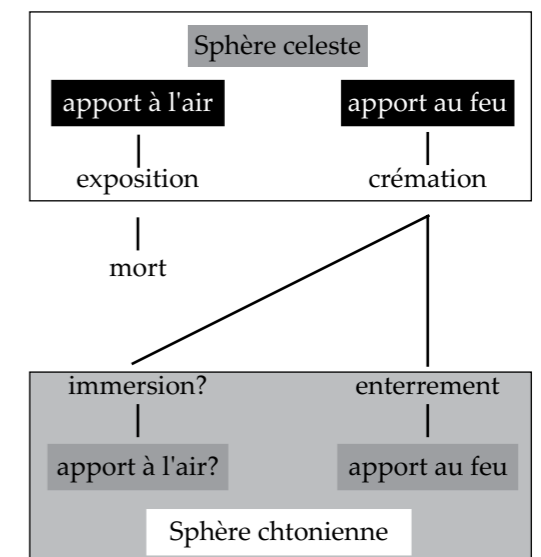 Sphère celeste
apport à l'air
apport au feu
exposition
crémation
mort
immersion?
enterrement
apport à l'air?
apport au feu
Sphère chtonienne